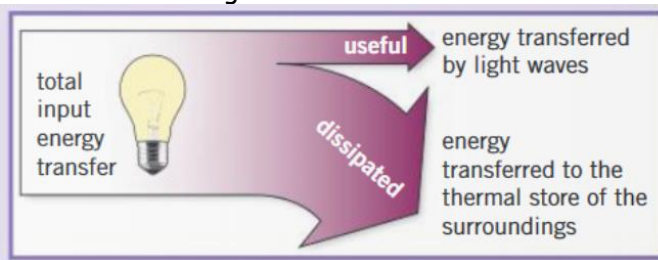 total
input
energy
transfer
useful
energy transferred
by light waves
dissipated
energy
transferred to the
thermal store of the
surroundings